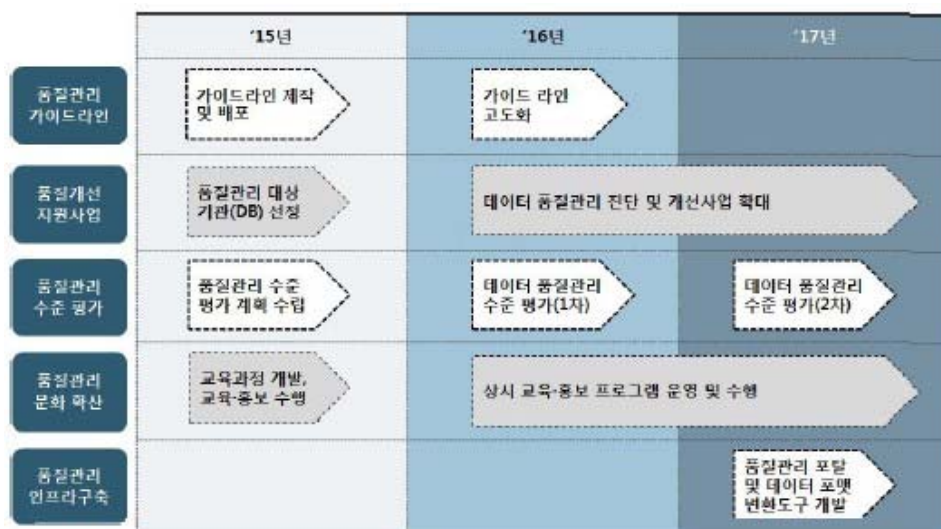 '15년
'16년
'17년
품질관리
가이드라인
가이드라인 제작
및 배포
가이드 라인
고도화
품질개선
지원사업
품질관리 대상
기관(DB) 선정
데이터 품질관리 진단 및 개선사업 확대
품질관리
수준 평가
품질관리 수준
평가 계획 수립
데이터 품질관리
수준 평가(1차)
데이터 품질관리
수준 평가(2차)
품질관리
문화 확산
교육과정 개발,
교육·홍보 수행
상시 교육·홍보 프로그램 운영 및 수행
품질관리
인프라구축
품질관리 포탈
및 데이터 포맷
변환도구 개발